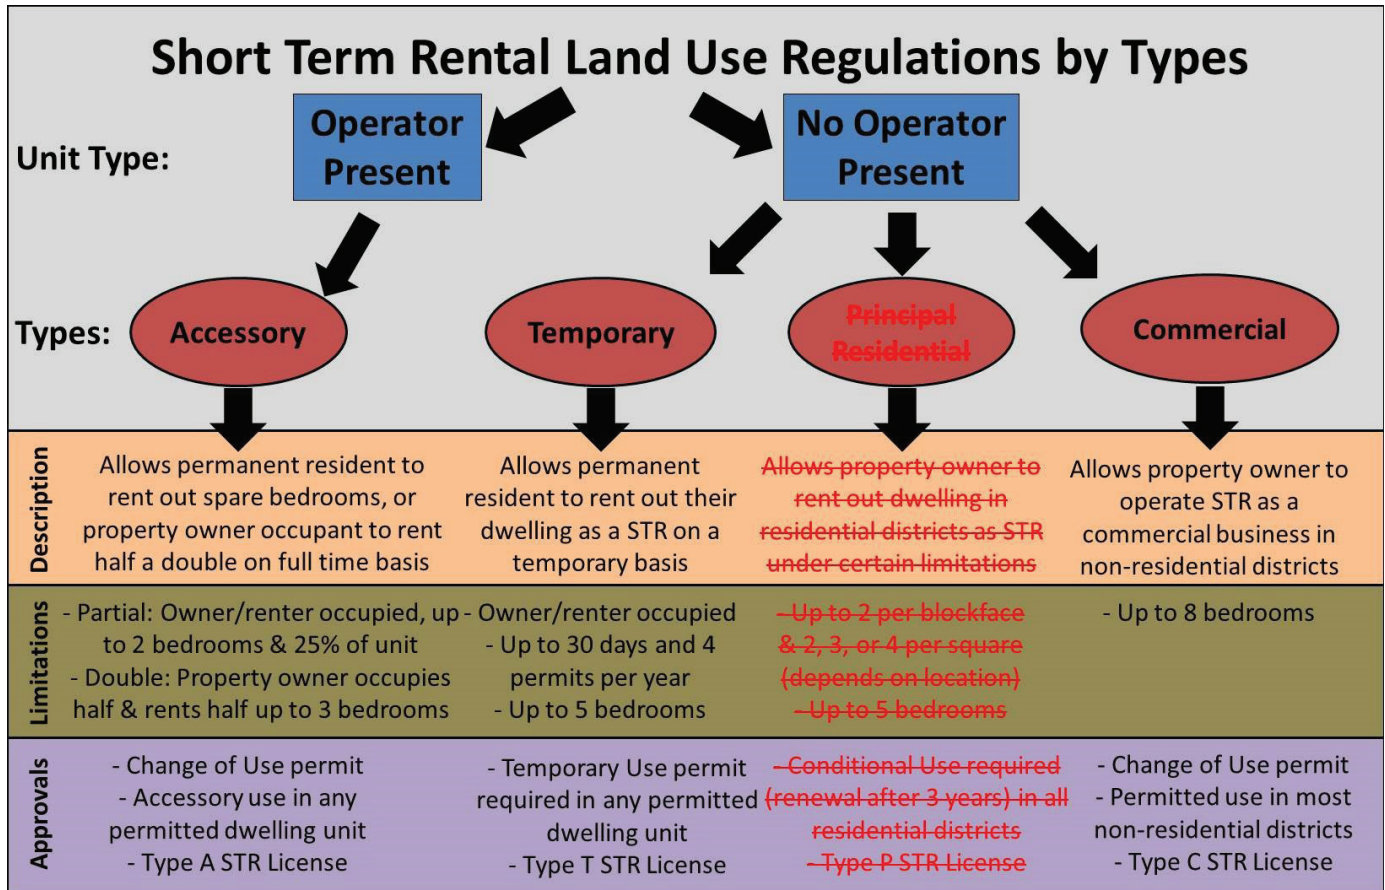 Short Term Rental Land Use Regulations by Types
Unit Type:
Operator
Present
No Operator
Present
Types:
Accessory
Temporary
Principal
Residential
Commercial
Description
Allows permanent resident to
rent out spare bedrooms, or
property owner occupant to rent
half a double on full time basis
Allows permanent
resident to rent out their
dwelling as a STR on a
temporary basis
Allows property owner to
rent out dwelling in
residential districts as STR
under certain limitations
Allows property owner to
operate STR as a
commercial business in
non-residential districts
Limitations
- Partial: Owner/renter occupied, up
to 2 bedrooms & 25% of unit
- Double: Property owner occupies
half & rents half up to 3 bedrooms
- Owner/renter occupied
- Up to 30 days and 4
permits per year
- Up to 5 bedrooms
- Up to 2 per blockface
& 2, 3, or 4 per square
(depends on location)
- Up to 5 bedrooms
- Up to 8 bedrooms
Approvals
- Change of Use permit
- Accessory use in any
permitted dwelling unit
- Type A STR License
- Temporary Use permit
required in any permitted
dwelling unit
- Type T STR License
- Conditional Use required
(renewal after 3 years) in all
residential districts
- Type P STR License
- Change of Use permit
- Permitted use in most
non-residential districts
- Type C STR License